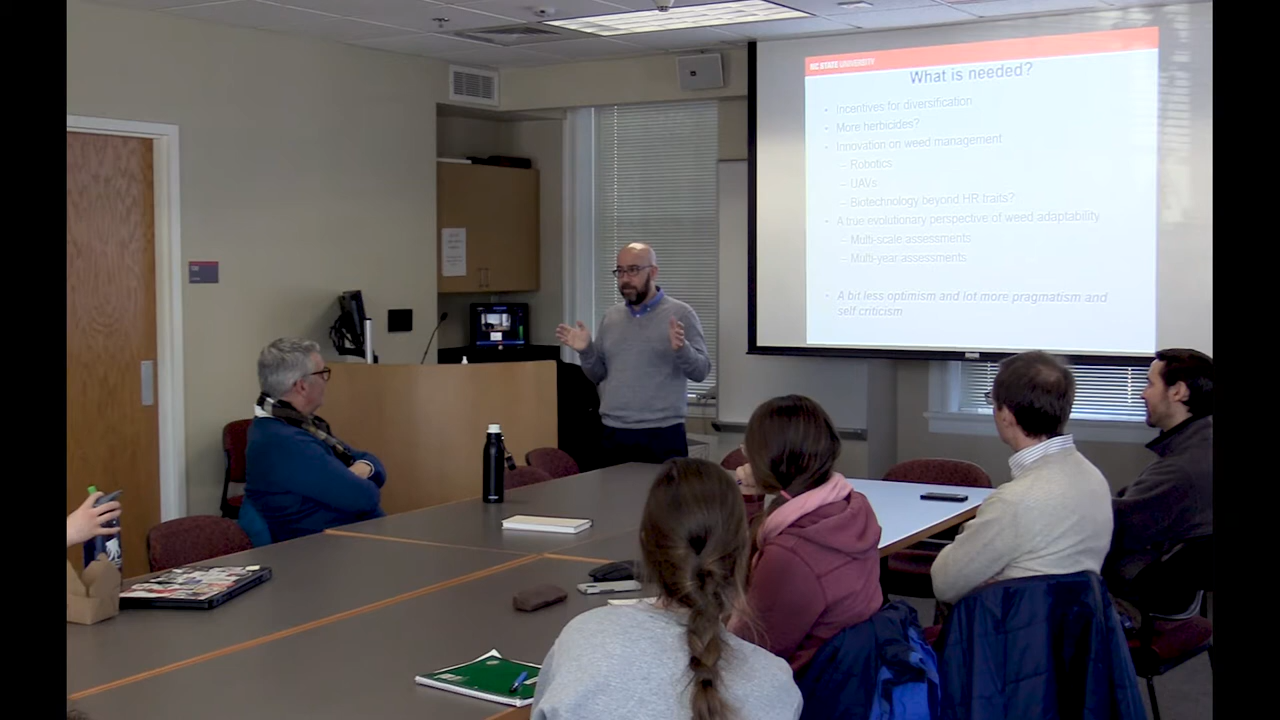 NC STATE UNIVERSITY
What is needed?
• Incentives for diversification
• More herbicides?
• Innovation on weed management
– Robotics
– UAVs
– Biotechnology beyond HR traits?
• A true evolutionary perspective of weed adaptability
– Multi-scale assessments
– Multi-year assessments
• A bit less optimism and lot more pragmatism and
self criticism